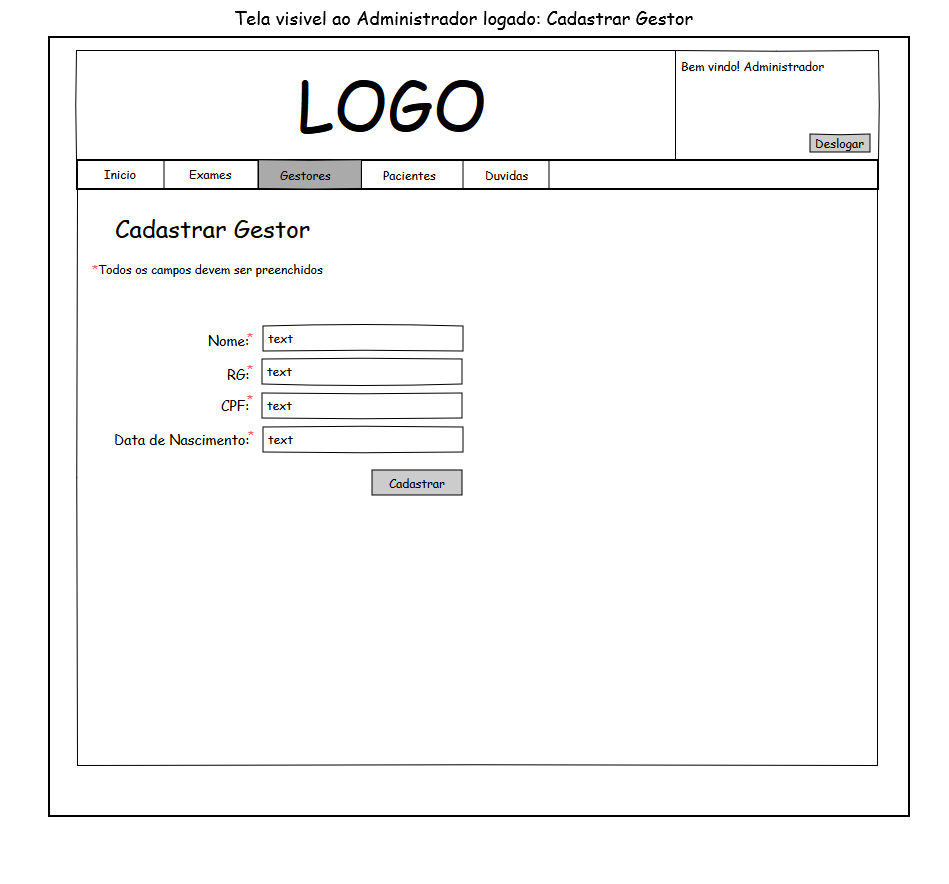 Tela visivel ao Administrador logado: Cadastrar Gestor
LOGO
Bem vindo! Administrador
Deslogar
Inicio Exames Gestores Pacientes Duvidas
Cadastrar Gestor
*Todos os campos devem ser preenchidos
Nome:* text
RG:* text
CPF:* text
Data de Nascimento:* text
Cadastrar